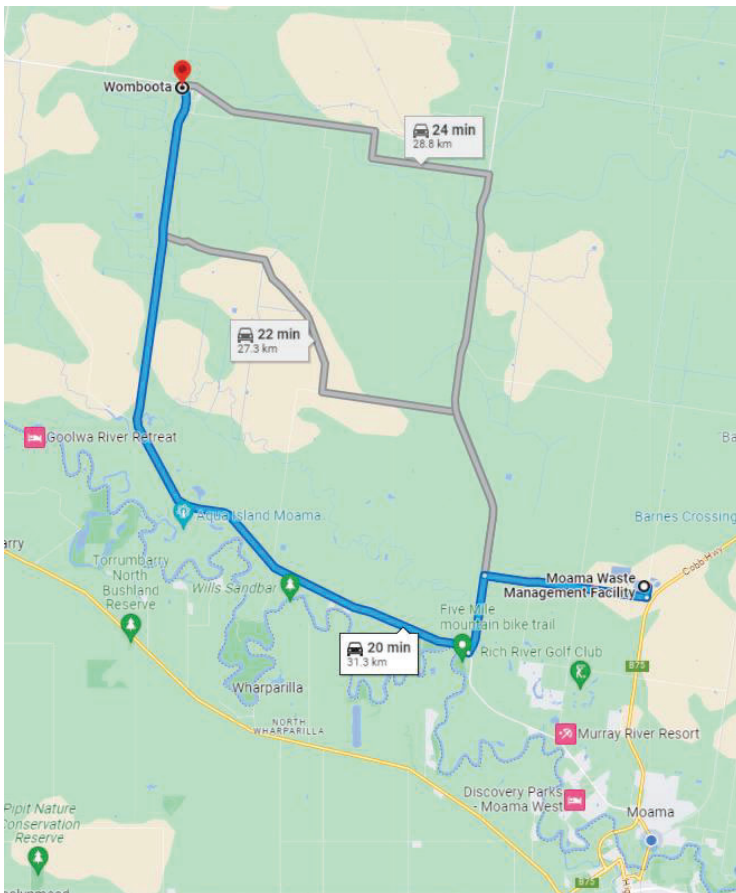 Womboota
24 min
28.8 km
22 min
27.3 km
Goolwa River Retreat
Ba
Aqua Island Moama
Barnes Crossing
arry
Cobb Hwy
Torrumbarry
North
Bushland
Reserve
Wills Sandbar
Moama Waste
Management Facility
Five Mile
mountain bike trail
20 min
31.3 km
Rich River Golf Club
B75
Wharparilla
NORTH
WHARPARILLA
Murray River Resort
Discovery Parks
- Moama West
Moama
Pipit Nature
Conservation
Reserve